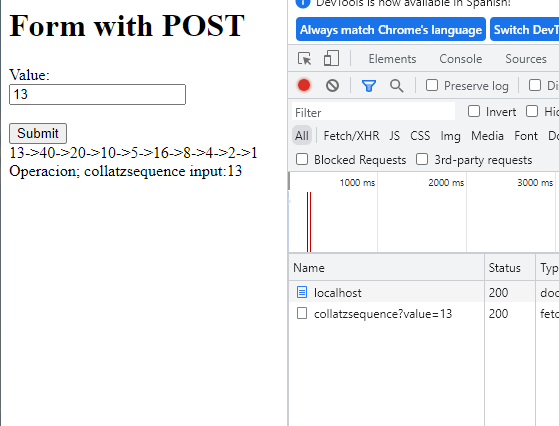 Form with POST
Value:
13
Submit
13->40->20->10->5->16->8->4->2->1
Operacion; collatzsequence input:13
DevTools is now available in Spanish!
Always match Chrome's language Switch DevT
Elements Console Sources
Preserve log Di
Filter Invert Hi
All Fetch/XHR JS CSS Img Media Font Do
Blocked Requests 3rd-party requests
1000 ms 2000 ms 3000 ms
Name Status Typ
localhost 200 doc
collatzsequence?value=13 200 fetc